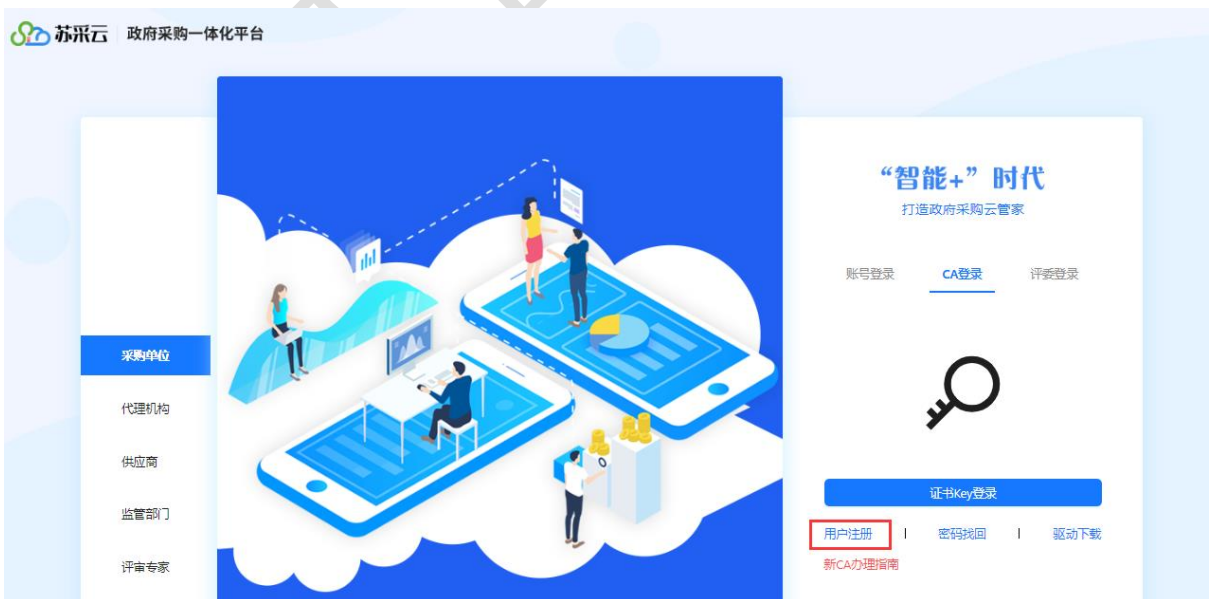 苏采云 政府采购一体化平台
采购单位
代理机构
供应商
监管部门
评审专家
“智能+”时代
打造政府采购云管家
账号登录 CA登录 评委登录
证书Key登录
用户注册 | 密码找回 | 驱动下载
新CA办理指南